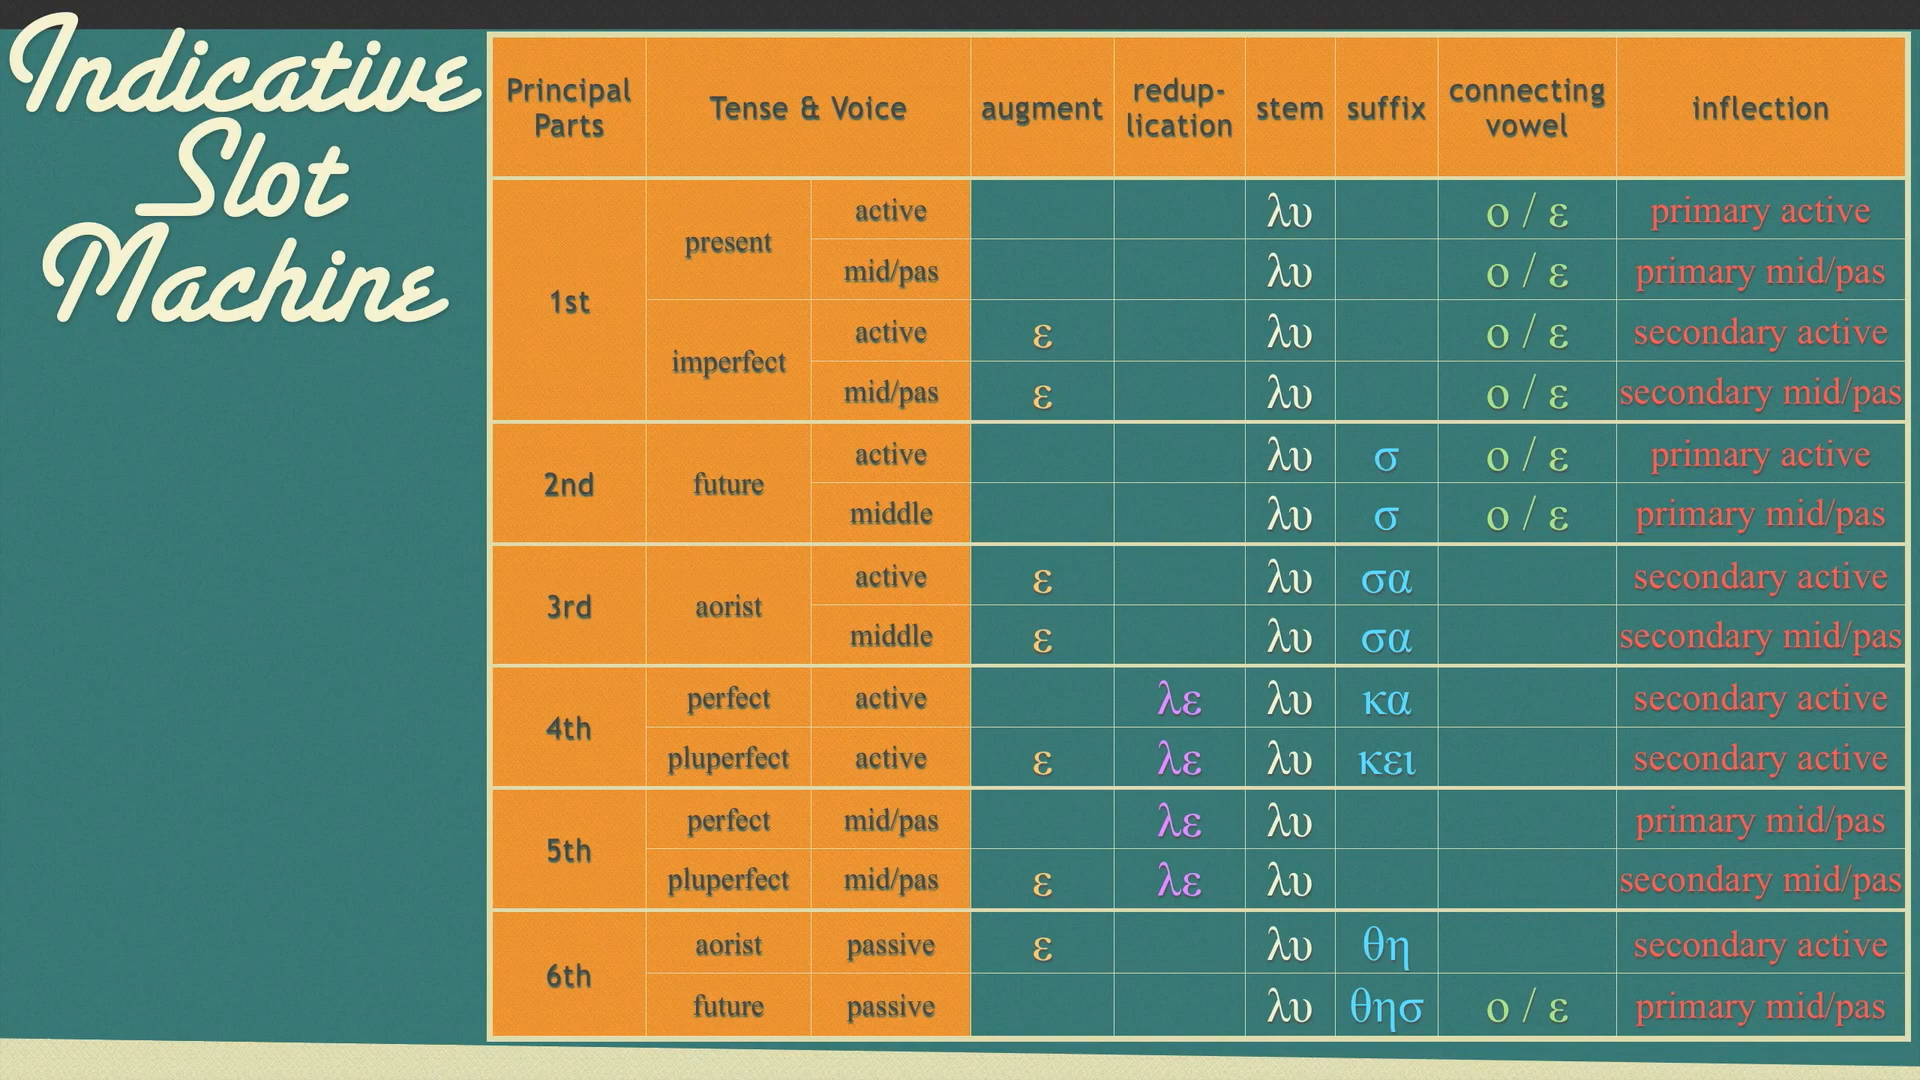 Indicative
Slot
Machine
Principal Parts Tense & Voice augment redup-lication stem suffix connecting vowel inflection
1st present active λυ ο / ε primary active
mid/pas λυ ο / ε primary mid/pas
imperfect active ε λυ ο / ε secondary active
mid/pas ε λυ ο / ε secondary mid/pas
2nd future active λυ σ ο / ε primary active
middle λυ σ ο / ε primary mid/pas
3rd aorist active ε λυ σα secondary active
middle ε λυ σα secondary mid/pas
4th perfect active λε λυ κα secondary active
pluperfect active ε λε λυ κει secondary active
5th perfect mid/pas λε λυ primary mid/pas
pluperfect mid/pas ε λε λυ secondary mid/pas
6th aorist passive ε λυ θη secondary active
future passive λυ θησ ο / ε primary mid/pas